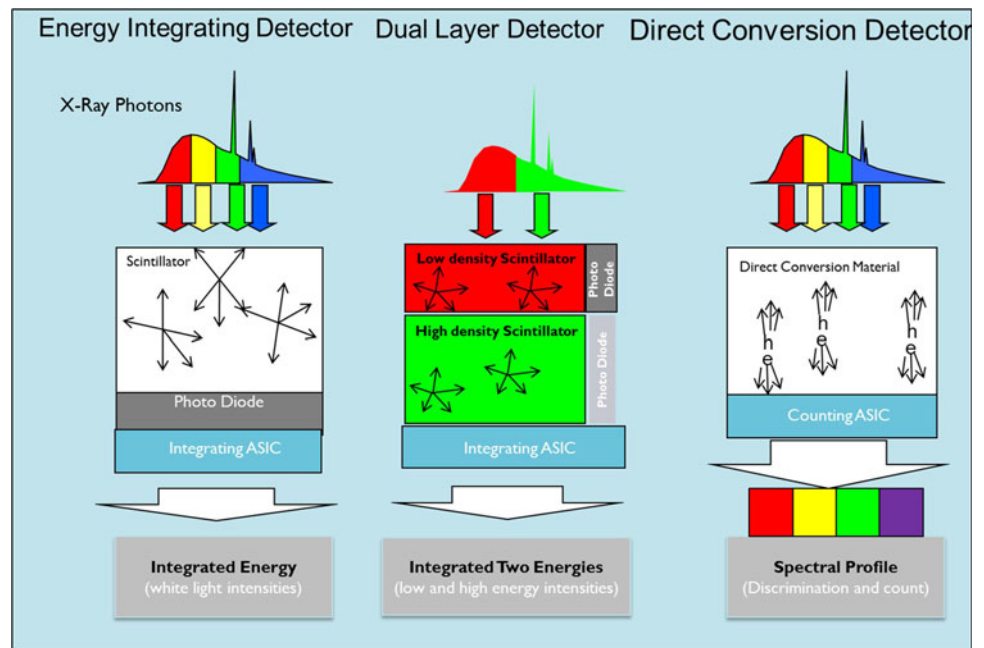 Energy Integrating Detector
Dual Layer Detector
Direct Conversion Detector
X-Ray Photons
Scintillator
Photo Diode
Integrating ASIC
Integrated Energy
(white light intensities)
Low density Scintillator
Photo
Diode
High density Scintillator
Photo Diode
Integrating ASIC
Integrated Two Energies
(low and high energy intensities)
Direct Conversion Material
h
e
h
e
h
e
Counting ASIC
Spectral Profile
(Discrimination and count)